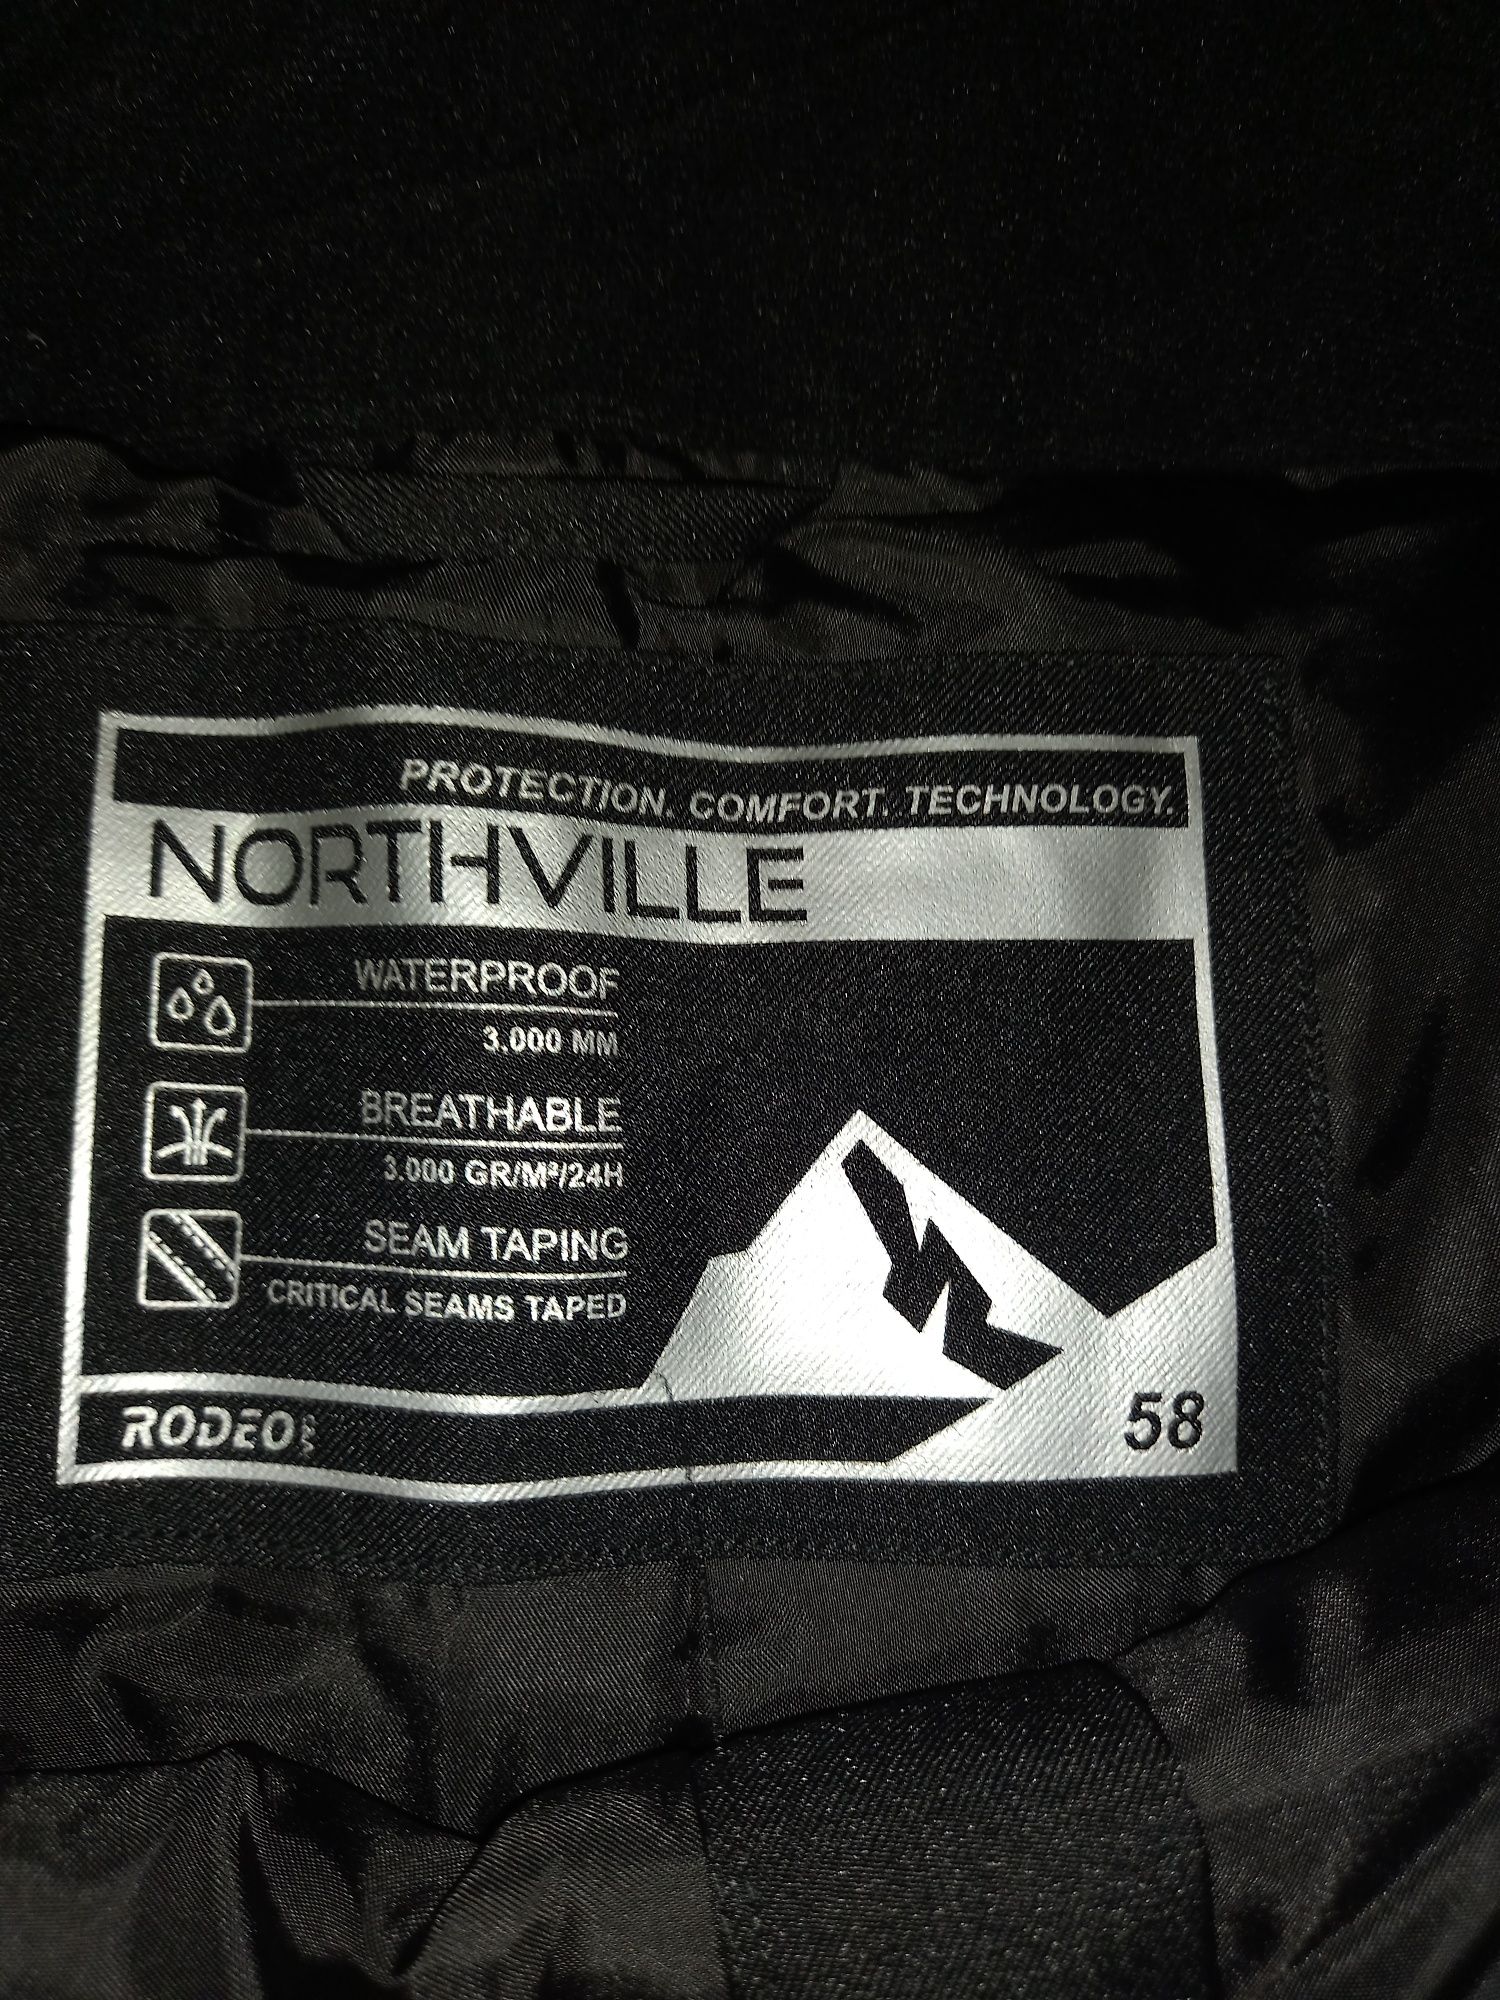 PROTECTION. COMFORT. TECHNOLOGY.
NORTHVILLE
WATERPROOF
3.000 MM
BREATHABLE
3.000 GR/M²/24H
SEAM TAPING
CRITICAL SEAMS TAPED
RODEO
58